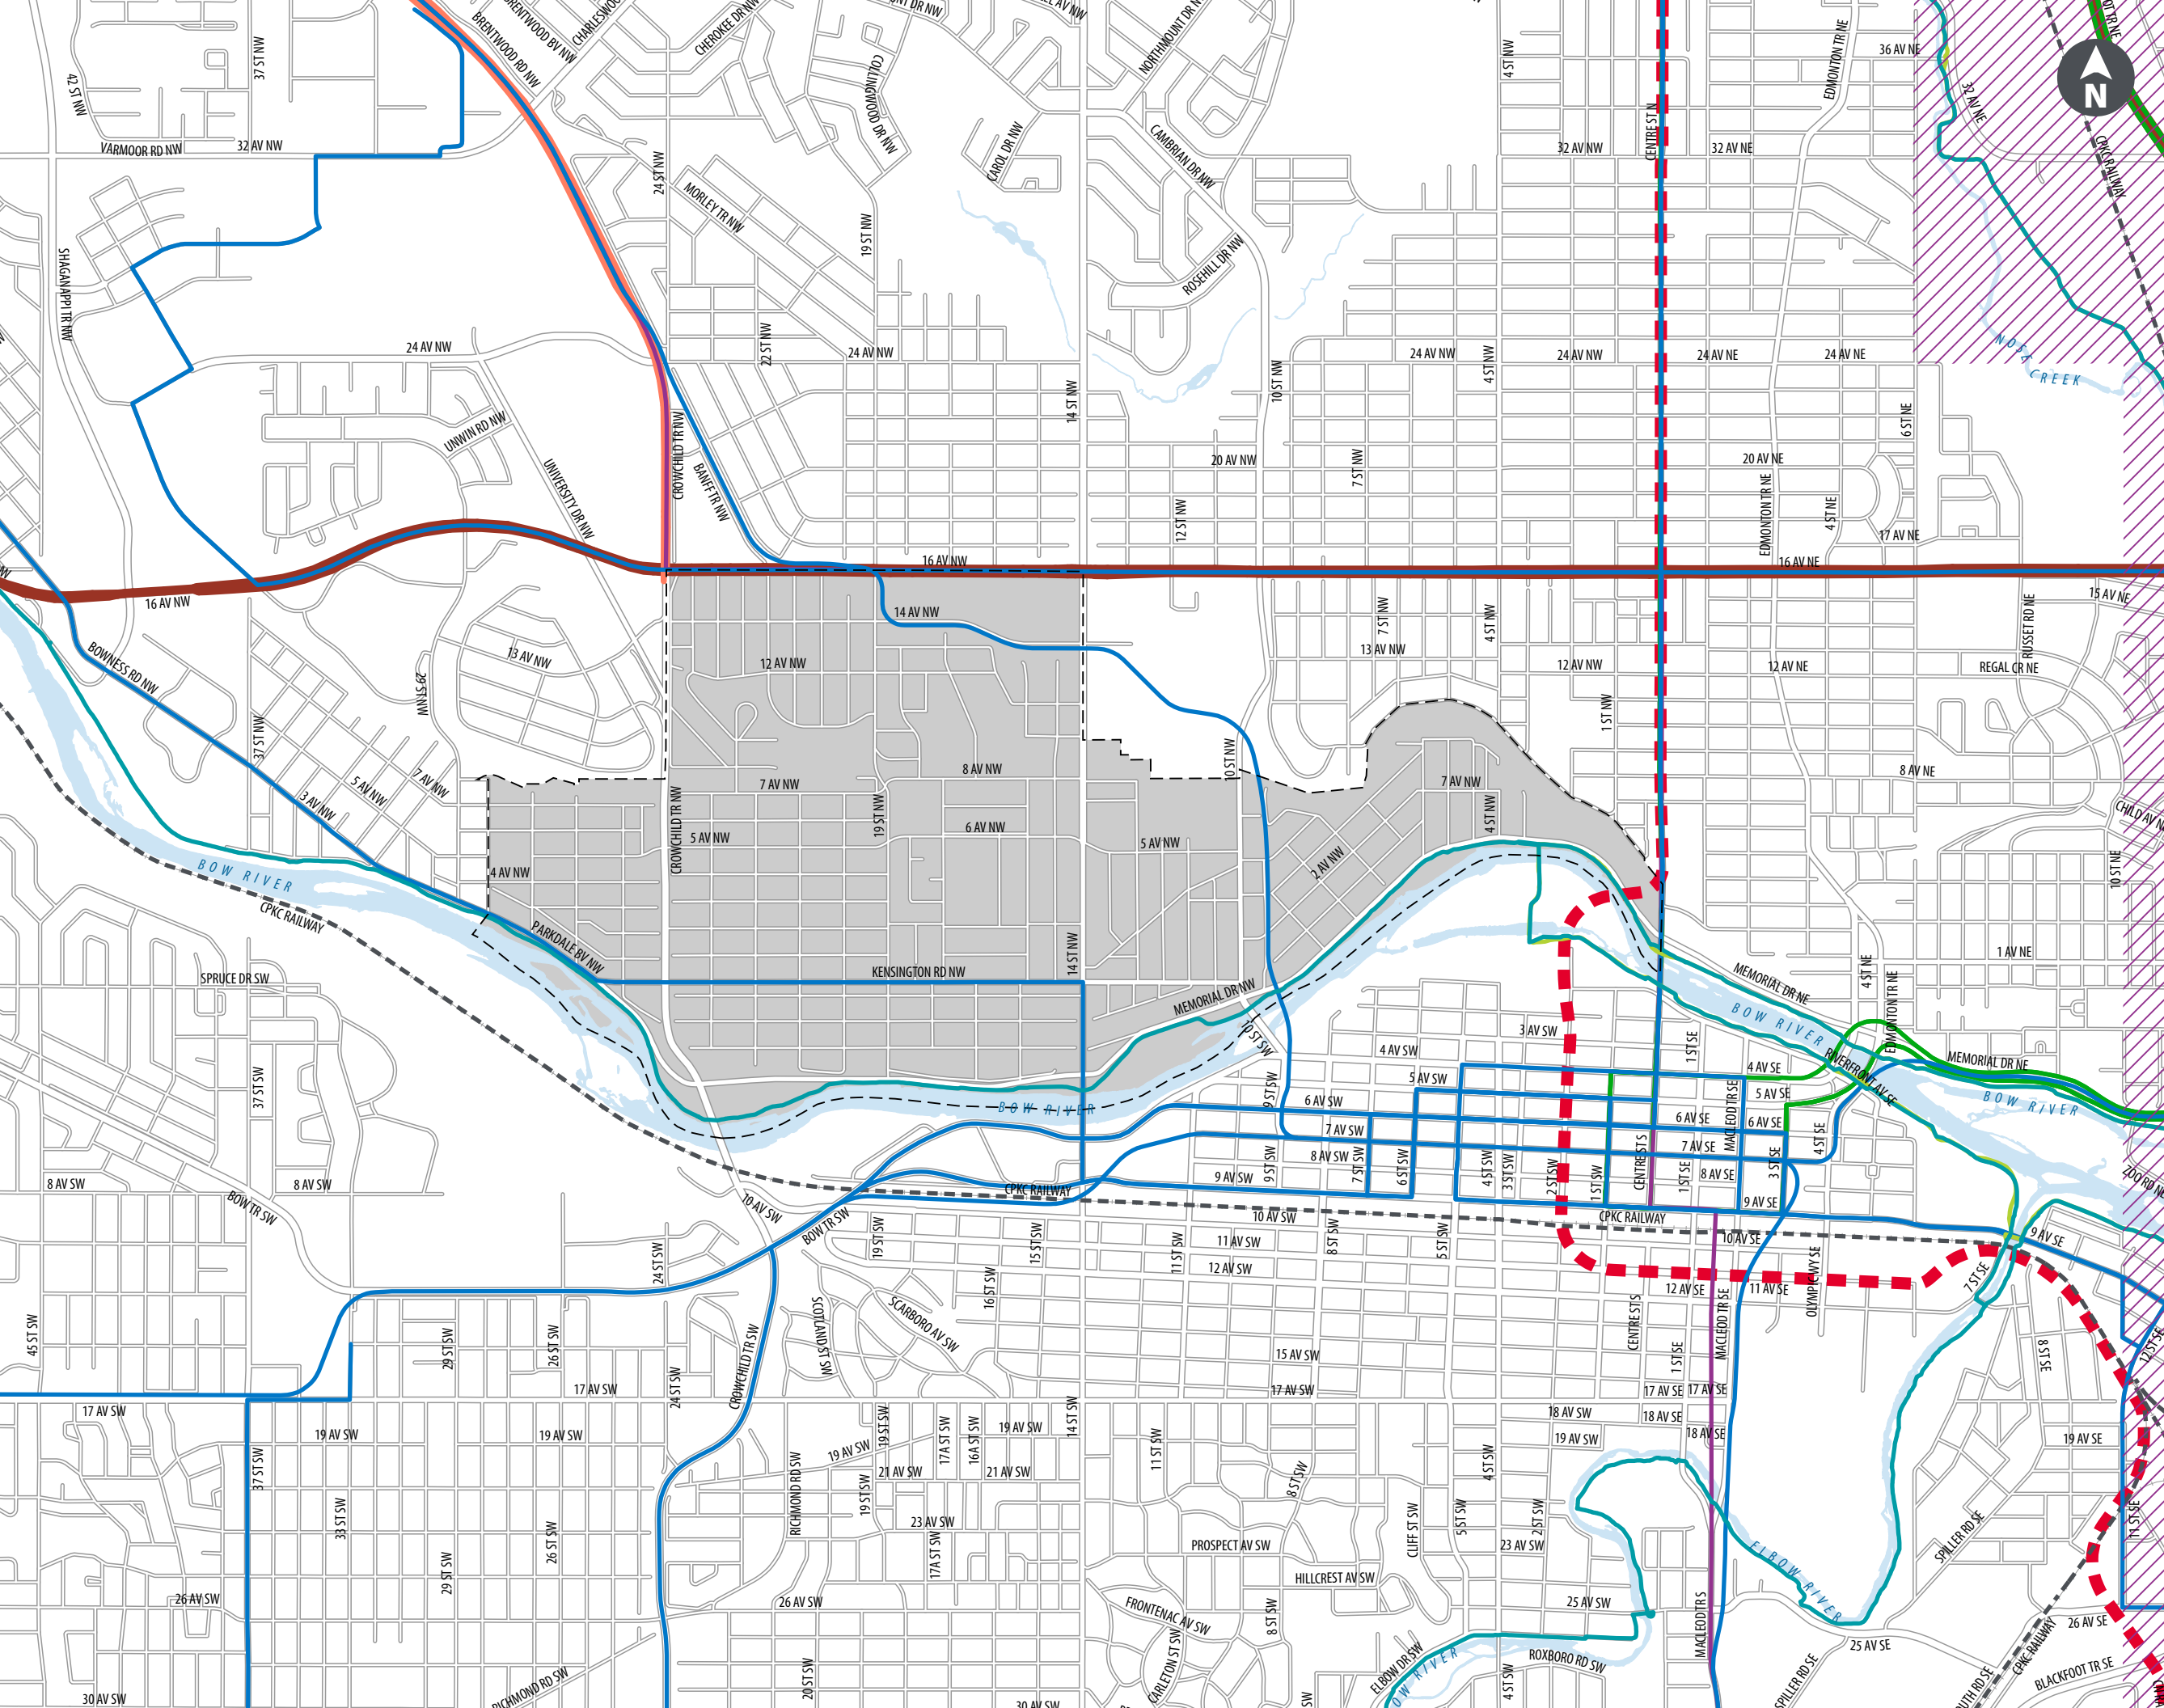 BRENTWOOD RD NW
BRENTWOOD BV NW
CHEROKEE DR NW
NORTHMOUNT DR NW
36 AV NE
N
42 ST NW
37 ST NW
COLLINGWOOD DR NW
4 ST NW
EDMONTON TR NE
32 AV NE
CENTRE ST N
CPKC RAILWAY
VARMOOR RD NW
32 AV NW
24 ST NW
CAROL DR NW
CAMBRIAN DR NW
32 AV NW
32 AV NE
MORLEY TR NW
19 ST NW
ROSEHILL DR NW
SHAGANAPPI TR NW
24 AV NW
22 ST NW
24 AV NW
24 AV NW
4 ST NW
24 AV NW
24 AV NE
24 AV NE
NOSE
CREEK
14 ST NW
10 ST NW
6 ST NE
UNWIN RD NW
UNIVERSITY DR NW
CROWCHILD TR NW
BANFF TR NW
20 AV NW
7 ST NW
20 AV NE
EDMONTON TR NE
4 ST NE
12 ST NW
17 AV NE
16 AV NW
16 AV NE
16 AV NW
15 AV NE
14 AV NW
7 ST NW
4 ST NW
RUSSET RD NE
BOWNESS RD NW
13 AV NW
29 ST NW
12 AV NW
13 AV NW
12 AV NW
12 AV NE
REGAL CR NE
1 ST NW
37 ST NW
5 AV NW
7 AV NW
3 AV NW
7 AV NW
8 AV NW
10 ST NW
7 AV NW
8 AV NE
CROWCHILD TR NW
19 ST NW
5 AV NW
6 AV NW
5 AV NW
4 ST NW
2 AV NW
10 ST NE
BOW RIVER
4 AV NW
CPKC RAILWAY
PARKDALE BV NW
14 ST NW
KENSINGTON RD NW
MEMORIAL DR NW
1 AV NE
4 ST NE
EDMONTON TR NE
MEMORIAL DR NE
SPRUCE DR SW
BOW RIVER
10 ST SW
3 AV SW
4 AV SW
5 AV SW
6 AV SW
7 AV SW
8 AV SW
9 AV SW
1 ST SE
4 AV SE
5 AV SE
6 AV SE
6 AV SE
7 AV SE
8 AV SE
9 AV SE
RIVERFRONT AV SE
MEMORIAL DR NE
BOW RIVER
37 ST SW
BOW RIVER
9 ST SW
MACLEOD TR SE
4 ST SE
9 ST SW
7 ST SW
6 ST SW
4 ST SW
3 ST SW
2 ST SW
1 ST SW
CENTRE ST S
1 ST SE
3 ST SE
ZOO RD NE
8 AV SW
8 AV SW
BOW TR SW
CPKC RAILWAY
10 AV SW
BOW TR SW
10 AV SW
CPKC RAILWAY
10 AV SE
9 AV SE
24 ST SW
19 ST SW
15 ST SW
11 ST SW
11 AV SW
12 AV SW
8 ST SW
5 ST SW
12 AV SE
11 AV SE
OLYMPIC WY SE
7 ST SE
16 ST SW
SCOTLAND ST SW
SCARBORO AV SW
CROWCHILD TR SW
45 ST SW
29 ST SW
26 ST SW
24 ST SW
15 AV SW
CENTRE ST S
MACLEOD TR SE
1 ST SE
8 ST SE
12 ST SE
17 AV SW
17 AV SW
17 AV SE
17 AV SE
17 AV SW
19 AV SW
19 AV SW
19 AV SW
19 ST SW
17A ST SW
16A ST SW
19 AV SW
14 ST SW
11 ST SW
18 AV SW
18 AV SE
19 AV SW
18 AV SE
19 AV SE
37 ST SW
33 ST SW
26 ST SW
29 ST SW
RICHMOND RD SW
19 ST SW
21 AV SW
21 AV SW
8 ST SW
4 ST SW
5 ST SW
2 ST SW
CLIFF ST SW
23 AV SW
17A ST SW
PROSPECT AV SW
23 AV SW
HILLCREST AV SW
ELBOW RIVER
SPILLER RD SE
11 ST SE
26 AV SW
26 AV SW
FRONTENAC AV SW
8 ST SW
25 AV SW
MACLEOD TR S
25 AV SE
26 AV SE
CARLETON ST SW
ELBOW DR SW
ROXBORO RD SW
SPILLER RD SE
CPKC RAILWAY
BLACKFOOT TR SE
30 AV SW
RICHMOND RD SW
20 ST SW
30 AV SW
4 ST SW